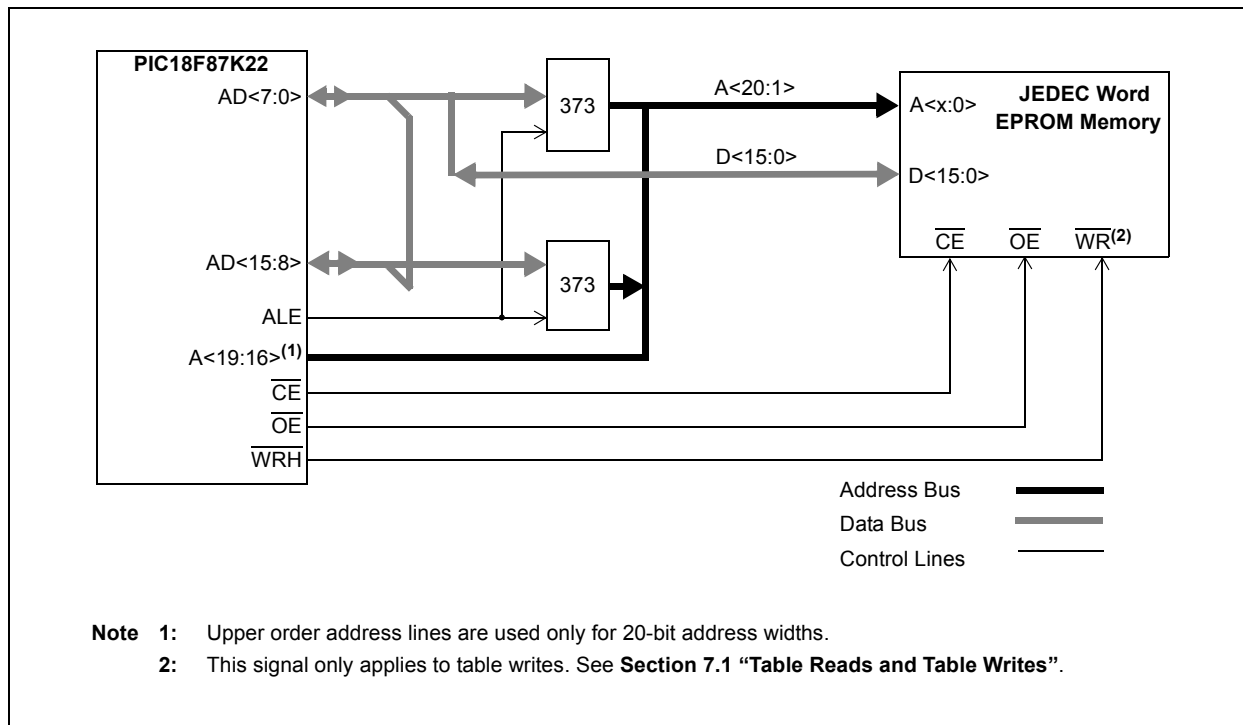 PIC18F87K22
AD<7:0>
373
A<20:1>
A<x:0>
JEDEC Word
EPROM Memory
D<15:0>
D<15:0>
CE
OE
WR(2)
AD<15:8>
373
ALE
A<19:16>(1)
CE
OE
WRH
Address Bus
Data Bus
Control Lines
Note 1: Upper order address lines are used only for 20-bit address widths.
2: This signal only applies to table writes. See Section 7.1 “Table Reads and Table Writes”.